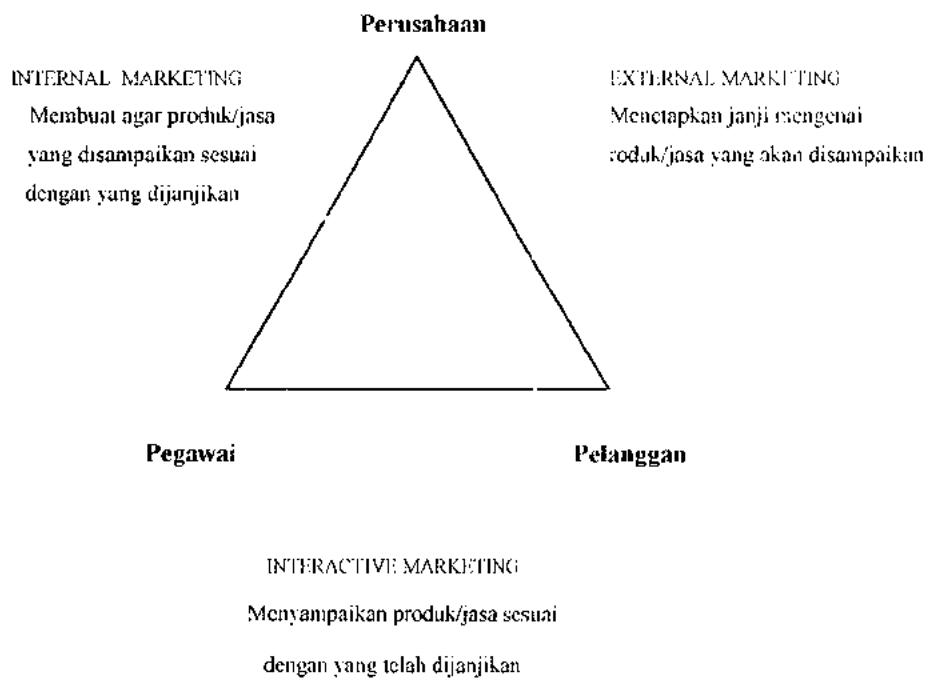 Perusahaan
INTERNAL MARKETING
Membuat agar produk/jasa
yang disampaikan sesuai
dengan yang dijanjikan
EXTERNAL MARKETING
Menetapkan janji mengenai
roduk/jasa yang akan disampaikan
Pegawai
Pelanggan
INTERACTIVE MARKETING
Menyampaikan produk/jasa sesuai
dengan yang telah dijanjikan